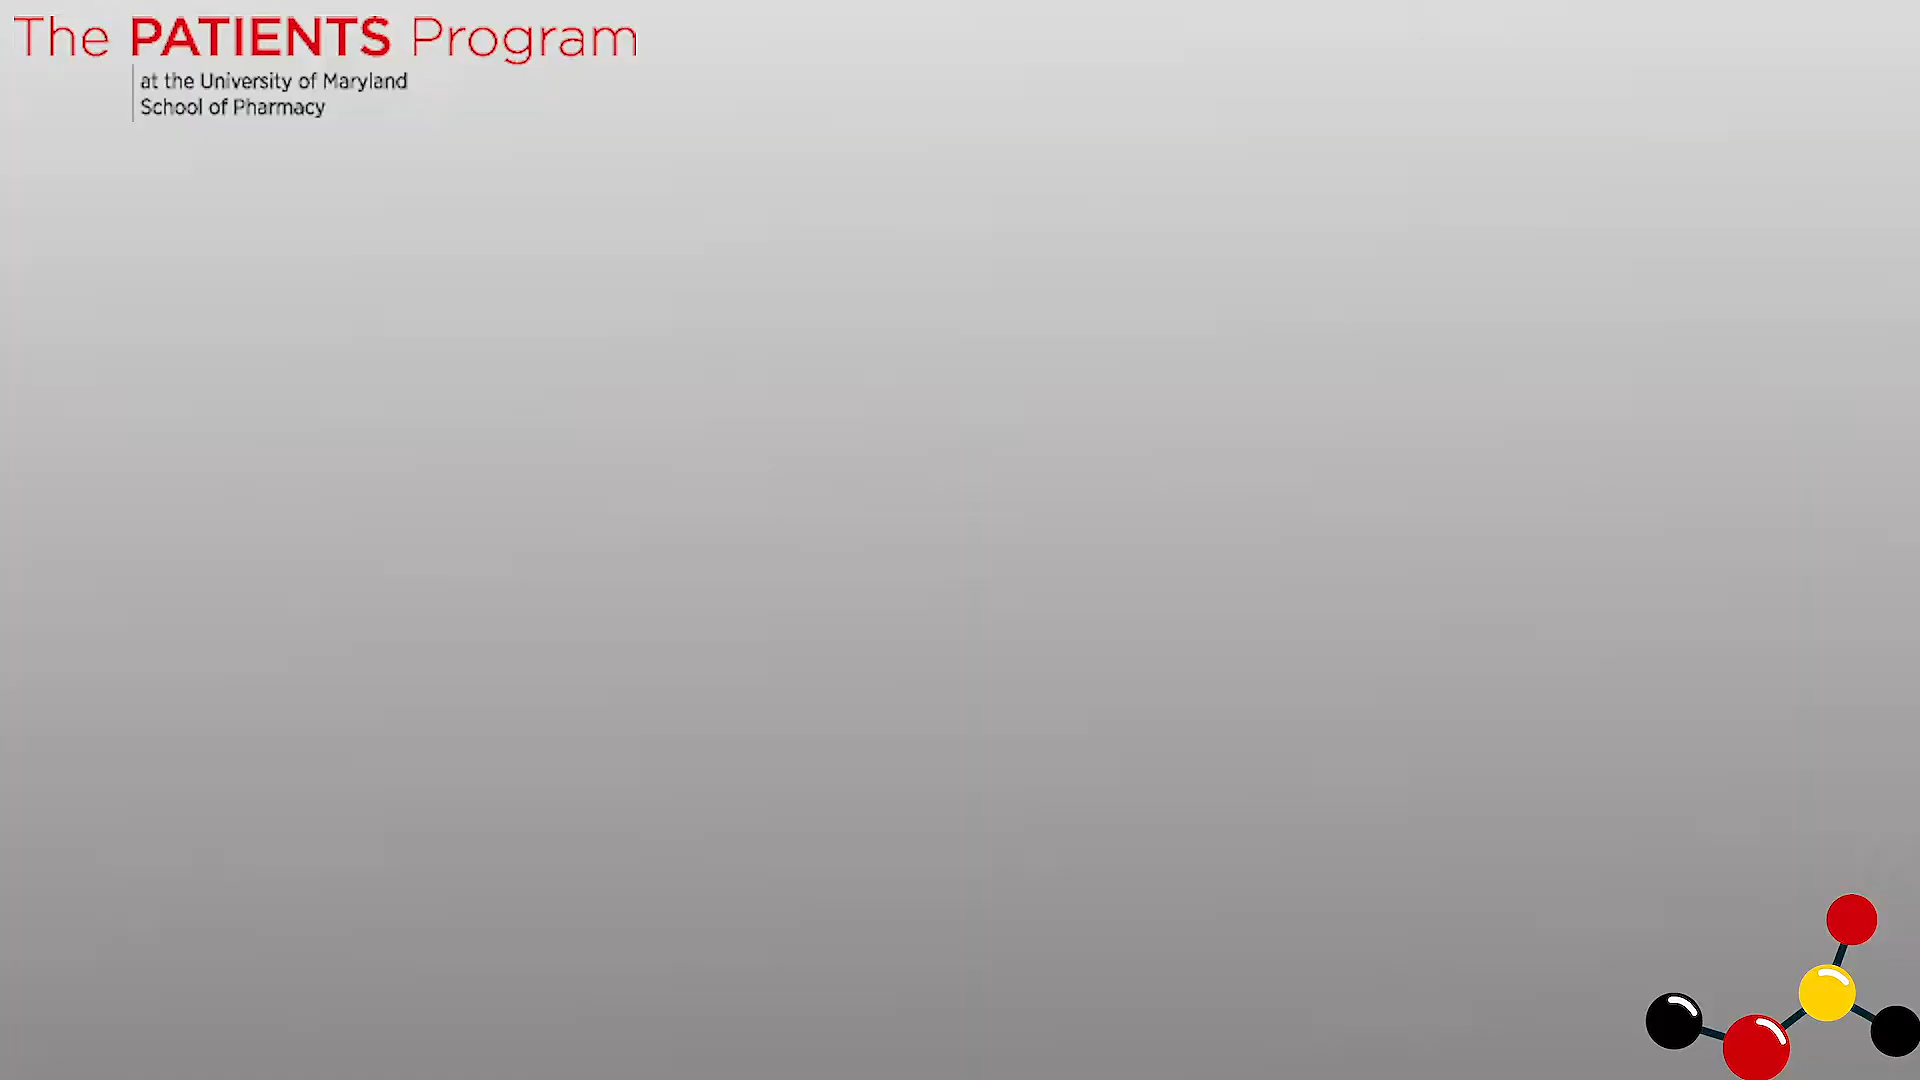 The PATIENTS Program
at the University of Maryland
School of Pharmacy